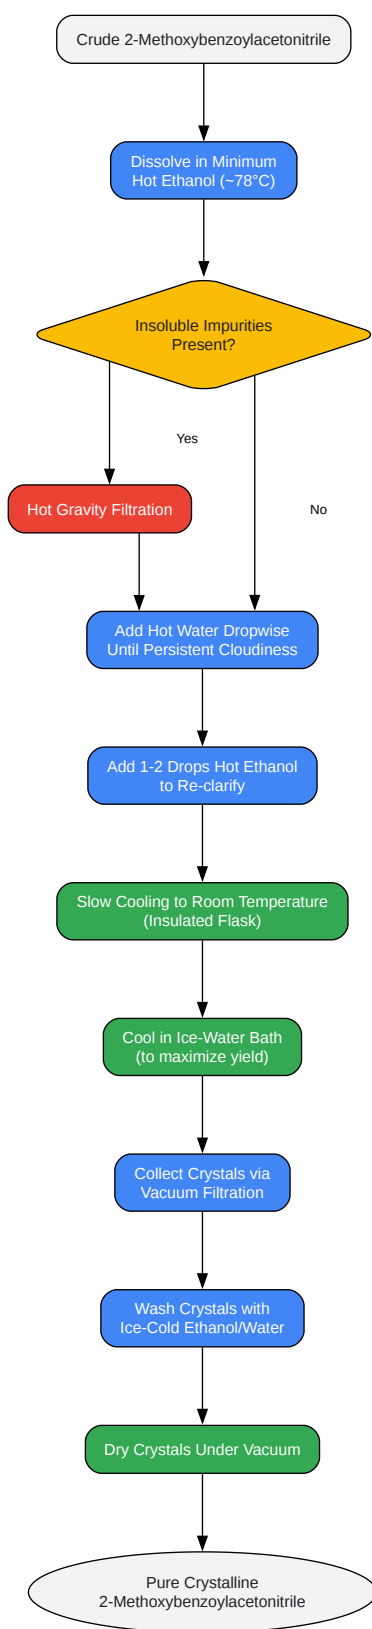 Crude 2-Methoxybenzoylacetonitrile
Dissolve in Minimum
Hot Ethanol (~78°C)
Insoluble Impurities
Present?
Yes
Hot Gravity Filtration
No
Add Hot Water Dropwise
Until Persistent Cloudiness
Add 1-2 Drops Hot Ethanol
to Re-clarify
Slow Cooling to Room Temperature
(Insulated Flask)
Cool in Ice-Water Bath
(to maximize yield)
Collect Crystals via
Vacuum Filtration
Wash Crystals with
Ice-Cold Ethanol/Water
Dry Crystals Under Vacuum
Pure Crystalline
2-Methoxybenzoylacetonitrile